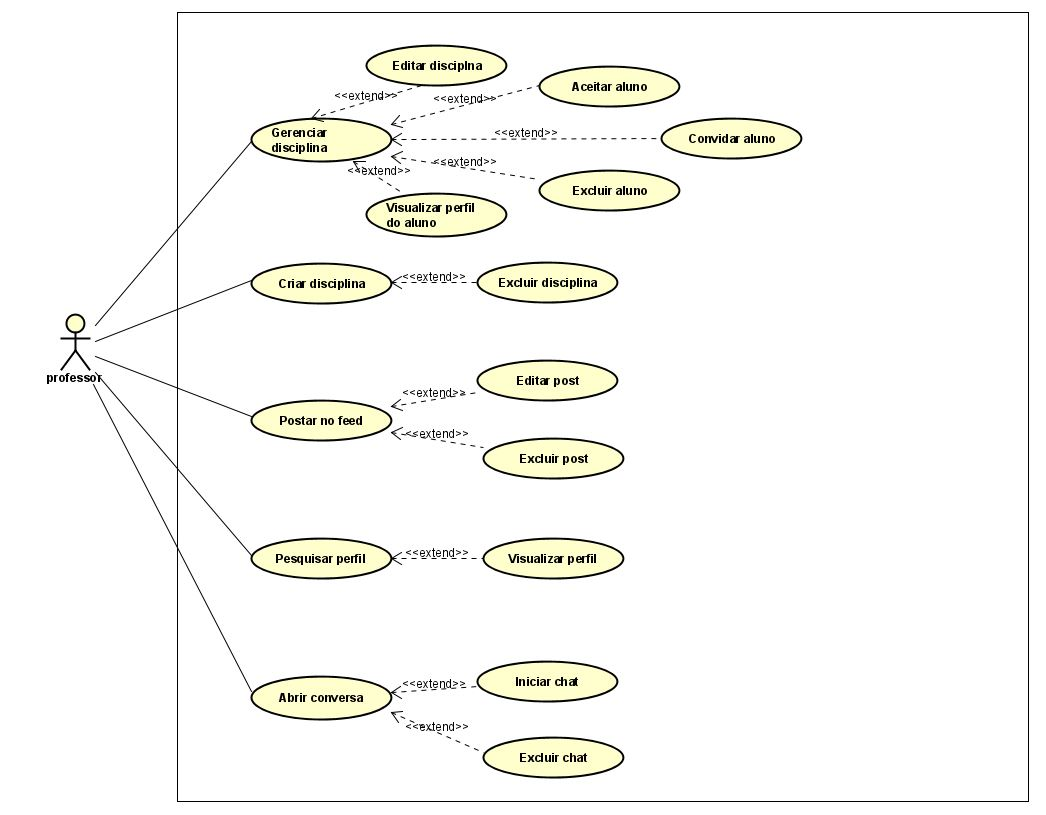 Editar disciplna
<<extend>>
Aceitar aluno
<<extend>>
Gerenciar
disciplina
<<extend>>
Convidar aluno
<<extend>>
Excluir aluno
<<extend>>
Visualizar perfil
do aluno
Criar disciplina
<<extend>>
Excluir disciplina
professor
Editar post
<<extend>>
Postar no feed
<<extend>>
Excluir post
Pesquisar perfil
<<extend>>
Visualizar perfil
Iniciar chat
<<extend>>
Abrir conversa
<<extend>>
Excluir chat